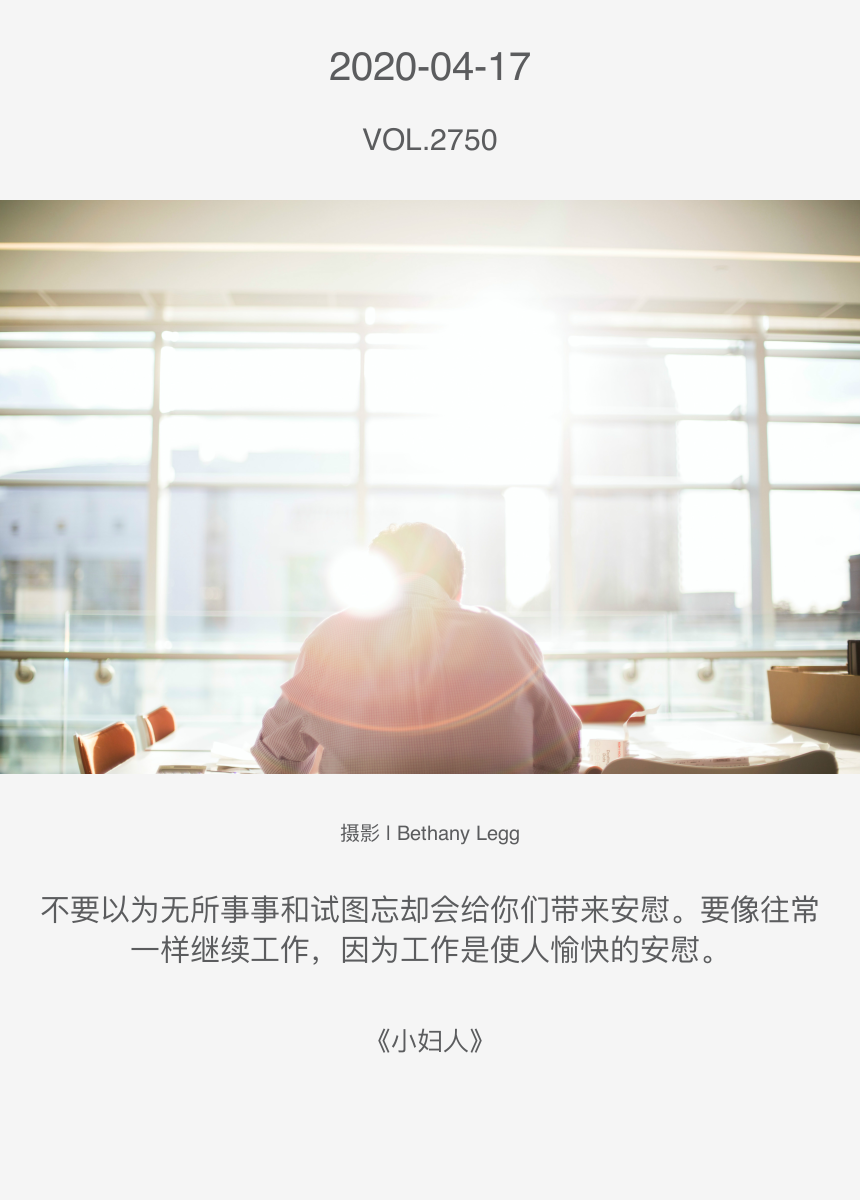 2020-04-17
VOL.2750
摄影 l Bethany Legg
不要以为无所事事和试图忘却会给你们带来安慰。要像往常
一样继续工作，因为工作是使人愉快的安慰。
《小妇人》